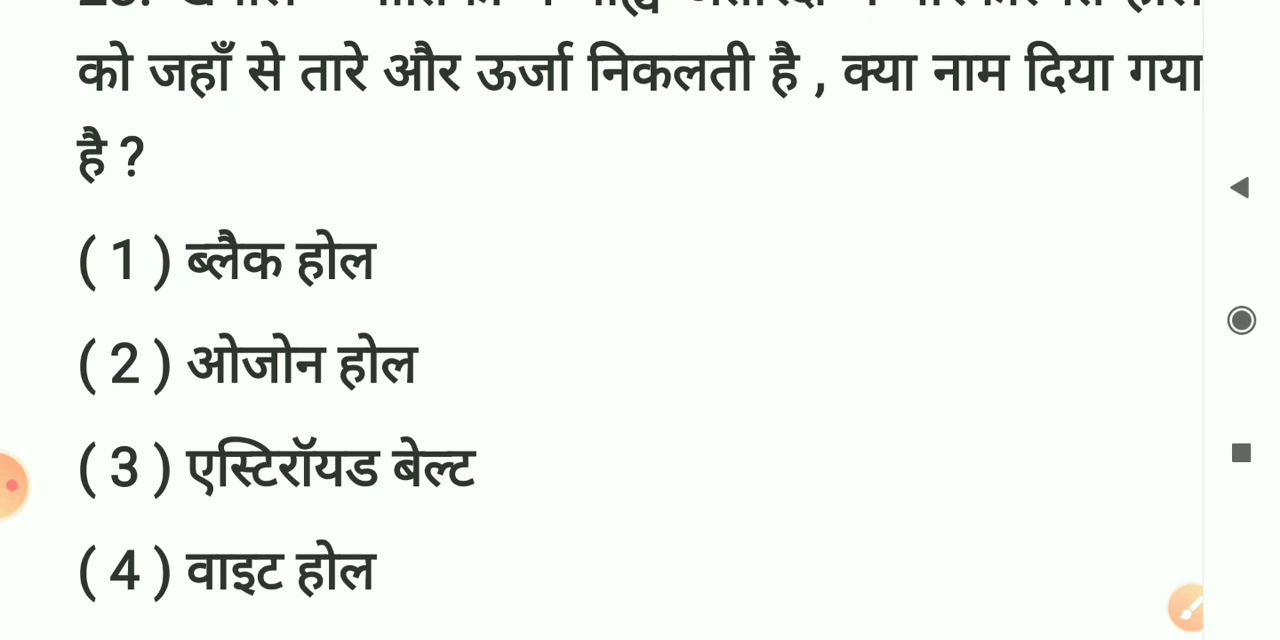 को जहाँ से तारे और ऊर्जा निकलती है , क्या नाम दिया गया
है ?
( 1 ) ब्लैक होल
( 2 ) ओजोन होल
( 3 ) एस्टिरॉयड बेल्ट
( 4 ) वाइट होल